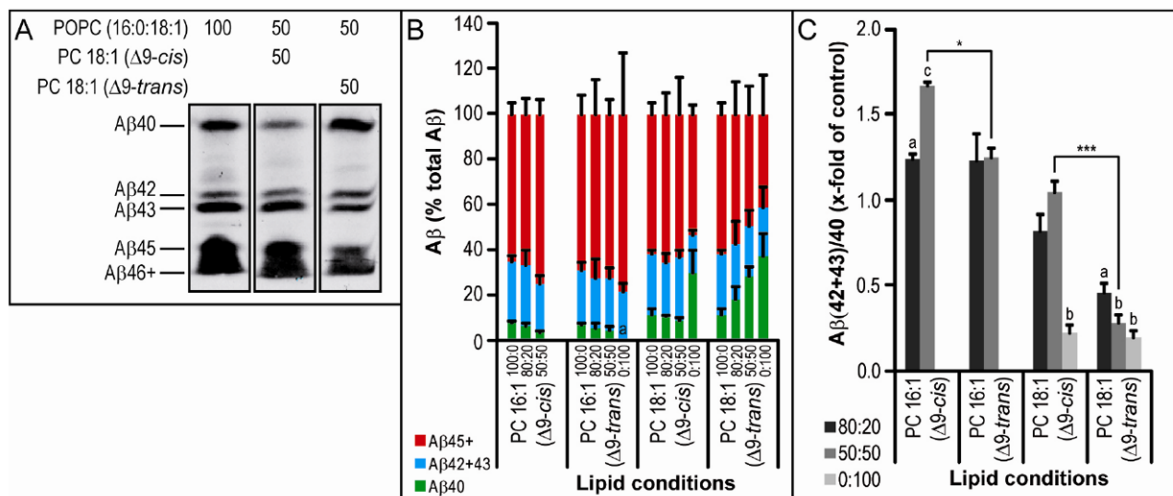 A
POPC (16:0:18:1) 100 50 50
PC 18:1 (Δ9-cis) 50
PC 18:1 (Δ9-trans) 50
Aβ40
Aβ42
Aβ43
Aβ45
Aβ46+
B
Aβ (% total Aβ)
140
120
100
80
60
40
20
0
a
100:0 80:20 50:50 100:0 80:20 50:50 0:100 100:0 80:20 50:50 0:100 100:0 80:20 50:50 0:100
PC 16:1 (Δ9-cis)
PC 16:1 (Δ9-trans)
PC 18:1 (Δ9-cis)
PC 18:1 (Δ9-trans)
Aβ45+
Aβ42+43
Aβ40
Lipid conditions
C
Aβ(42+43)/40 (x-fold of control)
2.0
1.5
1.0
0.5
0.0
* 
***
a c b a b b
PC 16:1 (Δ9-cis)
PC 16:1 (Δ9-trans)
PC 18:1 (Δ9-cis)
PC 18:1 (Δ9-trans)
80:20
50:50
0:100
Lipid conditions